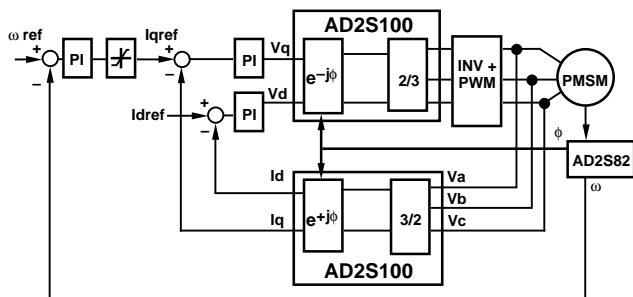 AD2S100
ω ref
+
−
PI
Iqref
+
−
PI
Vq
e−jϕ
2/3
INV +
PWM
PMSM
Vd
Idref
+
−
PI
ϕ
AD2S82
ω
Id
Iq
e+jϕ
3/2
Va
Vb
Vc
AD2S100